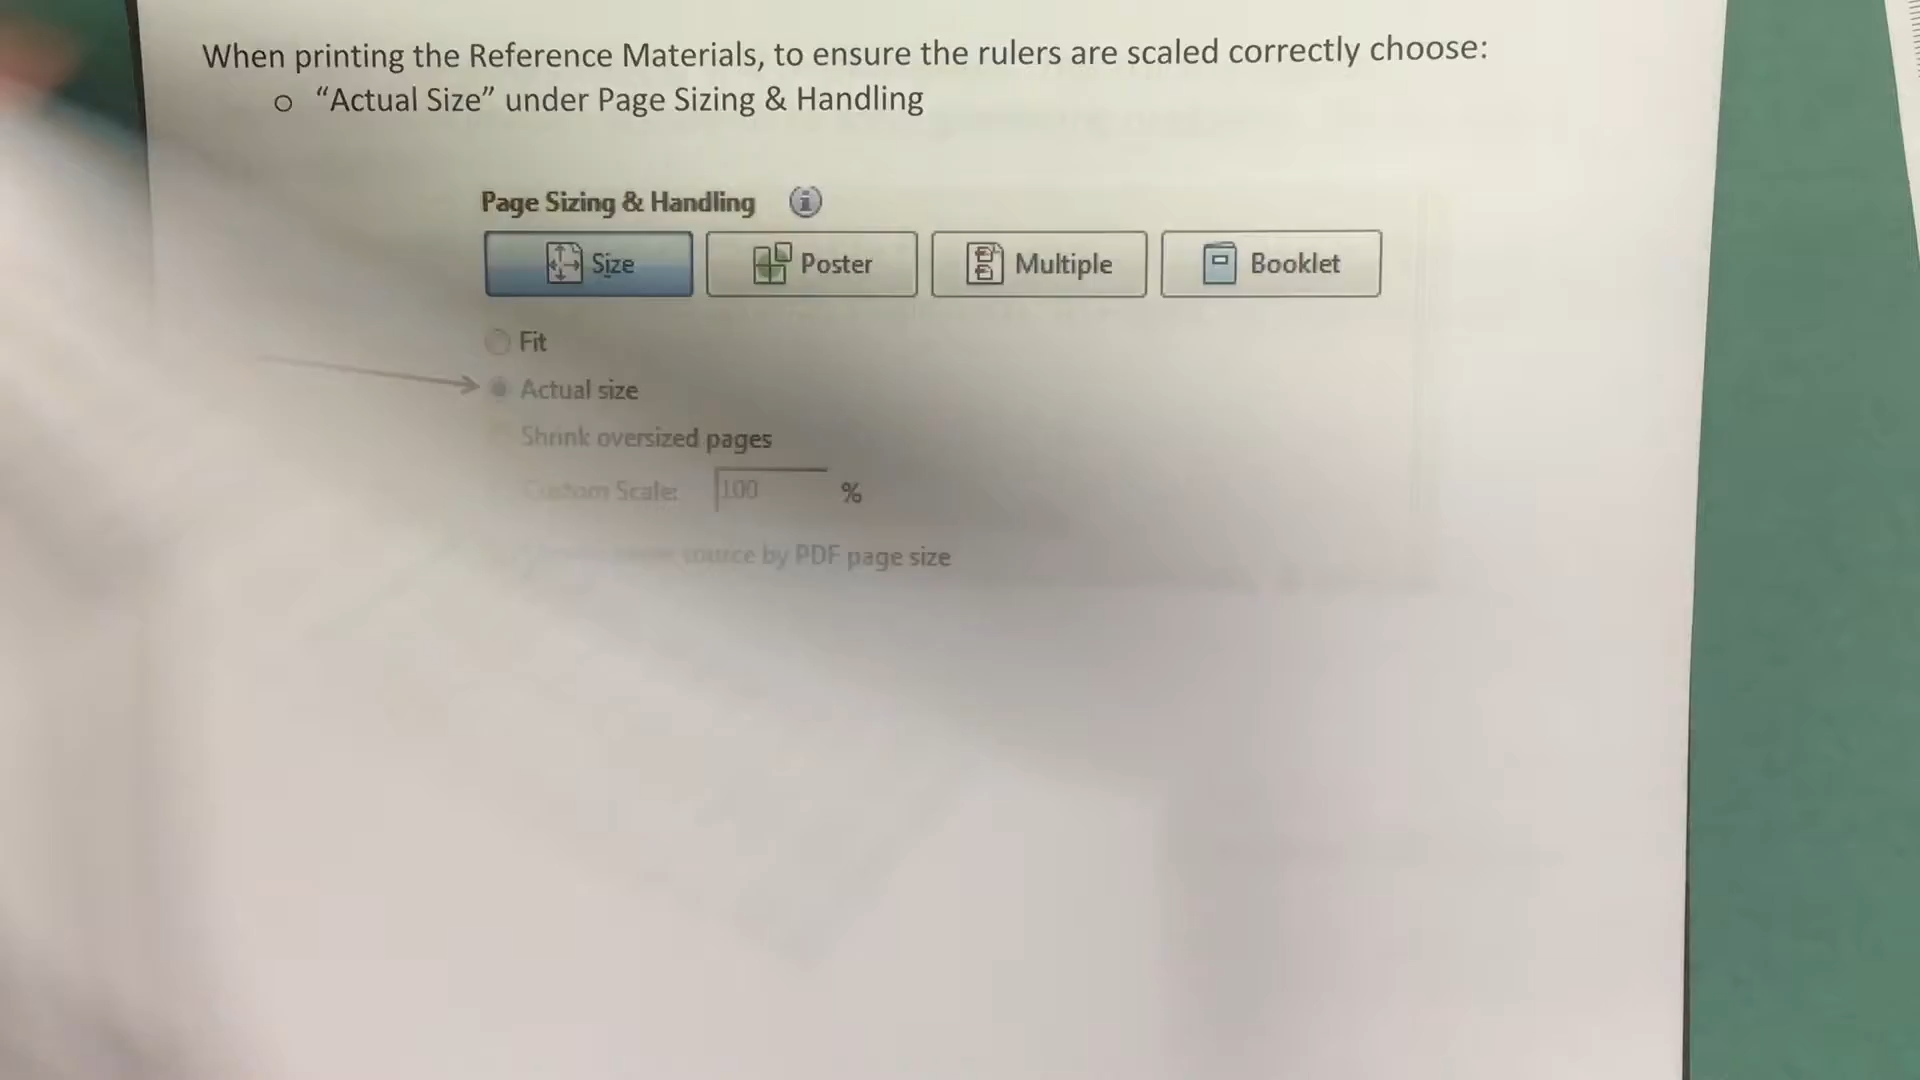 When printing the Reference Materials, to ensure the rulers are scaled correctly choose:
o “Actual Size” under Page Sizing & Handling
Page Sizing & Handling
Size Poster Multiple Booklet
Fit
Actual size
Shrink oversized pages
Custom Scale: 100 %
source by PDF page size